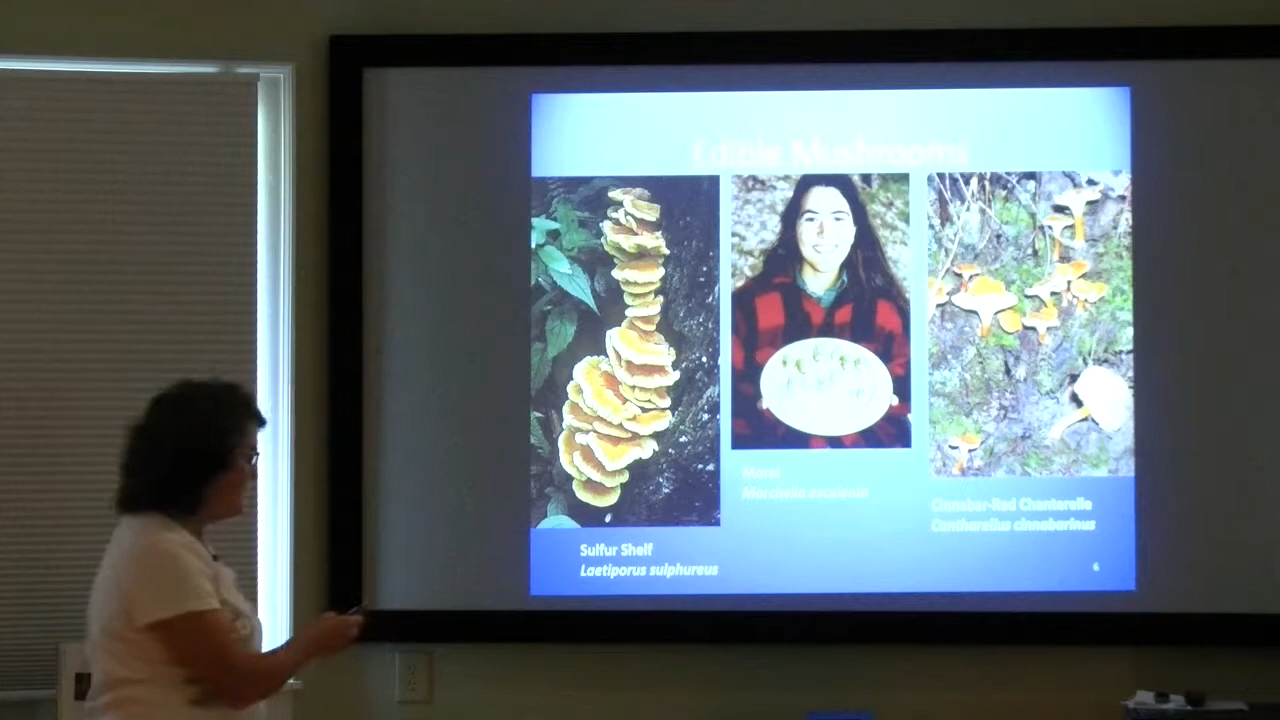 Edible Mushrooms
Morel
Morchella esculenta
Cinnabar-Red Chanterelle
Cantharellus cinnabarinus
Sulfur Shelf
Laetiporus sulphureus
6